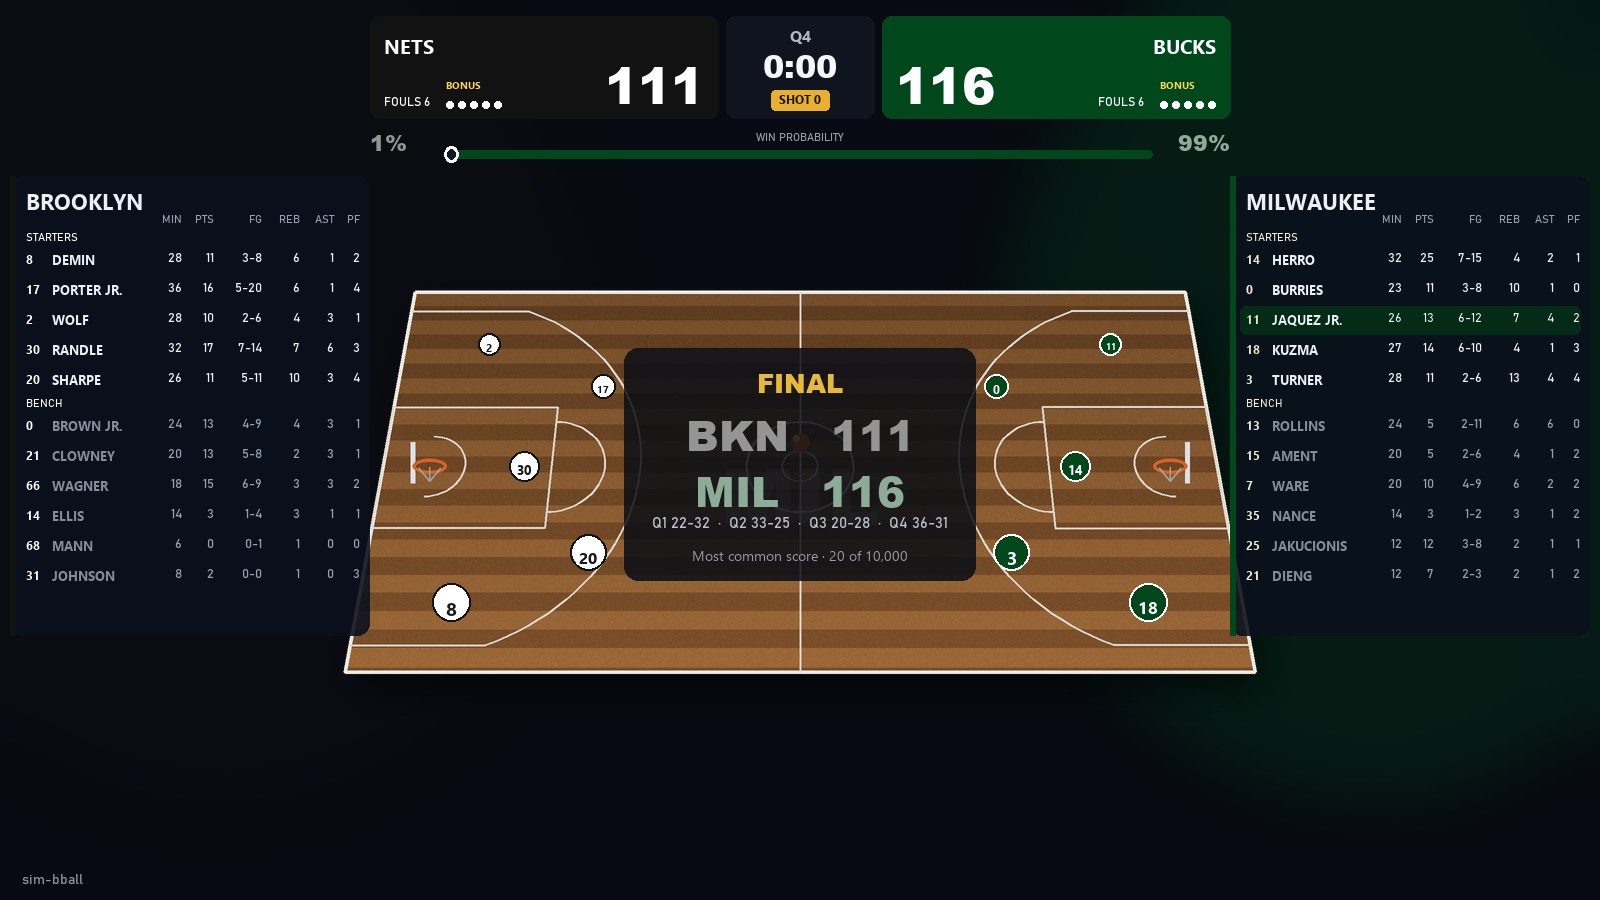 NETS
FOULS 6
BONUS
111
Q4
0:00
SHOT 0
BUCKS
116
FOULS 6
BONUS
1%
WIN PROBABILITY
99%
BROOKLYN MIN PTS FG REB AST PF
STARTERS
8 DEMIN 28 11 3-8 6 1 2
17 PORTER JR. 36 16 5-20 6 1 4
2 WOLF 28 10 2-6 4 3 1
30 RANDLE 32 17 7-14 7 6 3
20 SHARPE 26 11 5-11 10 3 4
BENCH
0 BROWN JR. 24 13 4-9 4 3 1
21 CLOWNEY 20 13 5-8 2 3 1
66 WAGNER 18 15 6-9 3 3 2
14 ELLIS 14 3 1-4 3 1 1
68 MANN 6 0 0-1 1 0 0
31 JOHNSON 8 2 0-0 1 0 3
2
17
30
20
8
FINAL
BKN 111
MIL 116
Q1 22-32 · Q2 33-25 · Q3 20-28 · Q4 36-31
Most common score · 20 of 10,000
11
0
14
3
18
MILWAUKEE MIN PTS FG REB AST PF
STARTERS
14 HERRO 32 25 7-15 4 2 1
0 BURRIES 23 11 3-8 10 1 0
11 JAQUEZ JR. 26 13 6-12 7 4 2
18 KUZMA 27 14 6-10 4 1 3
3 TURNER 28 11 2-6 13 4 4
BENCH
13 ROLLINS 24 5 2-11 6 6 0
15 AMENT 20 5 2-6 4 1 2
7 WARE 20 10 4-9 6 2 2
35 NANCE 14 3 1-2 3 1 2
25 JAKUCIONIS 12 12 3-8 2 1 1
21 DIENG 12 7 2-3 2 1 2
sim-bball